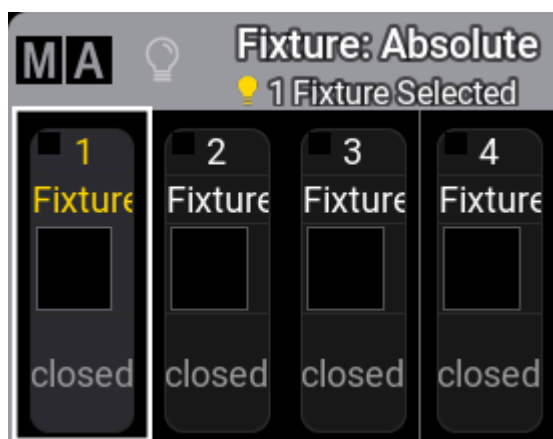 MA Fixture: Absolute
1 Fixture Selected
1 2 3 4
Fixture Fixture Fixture Fixture
closed closed closed closed